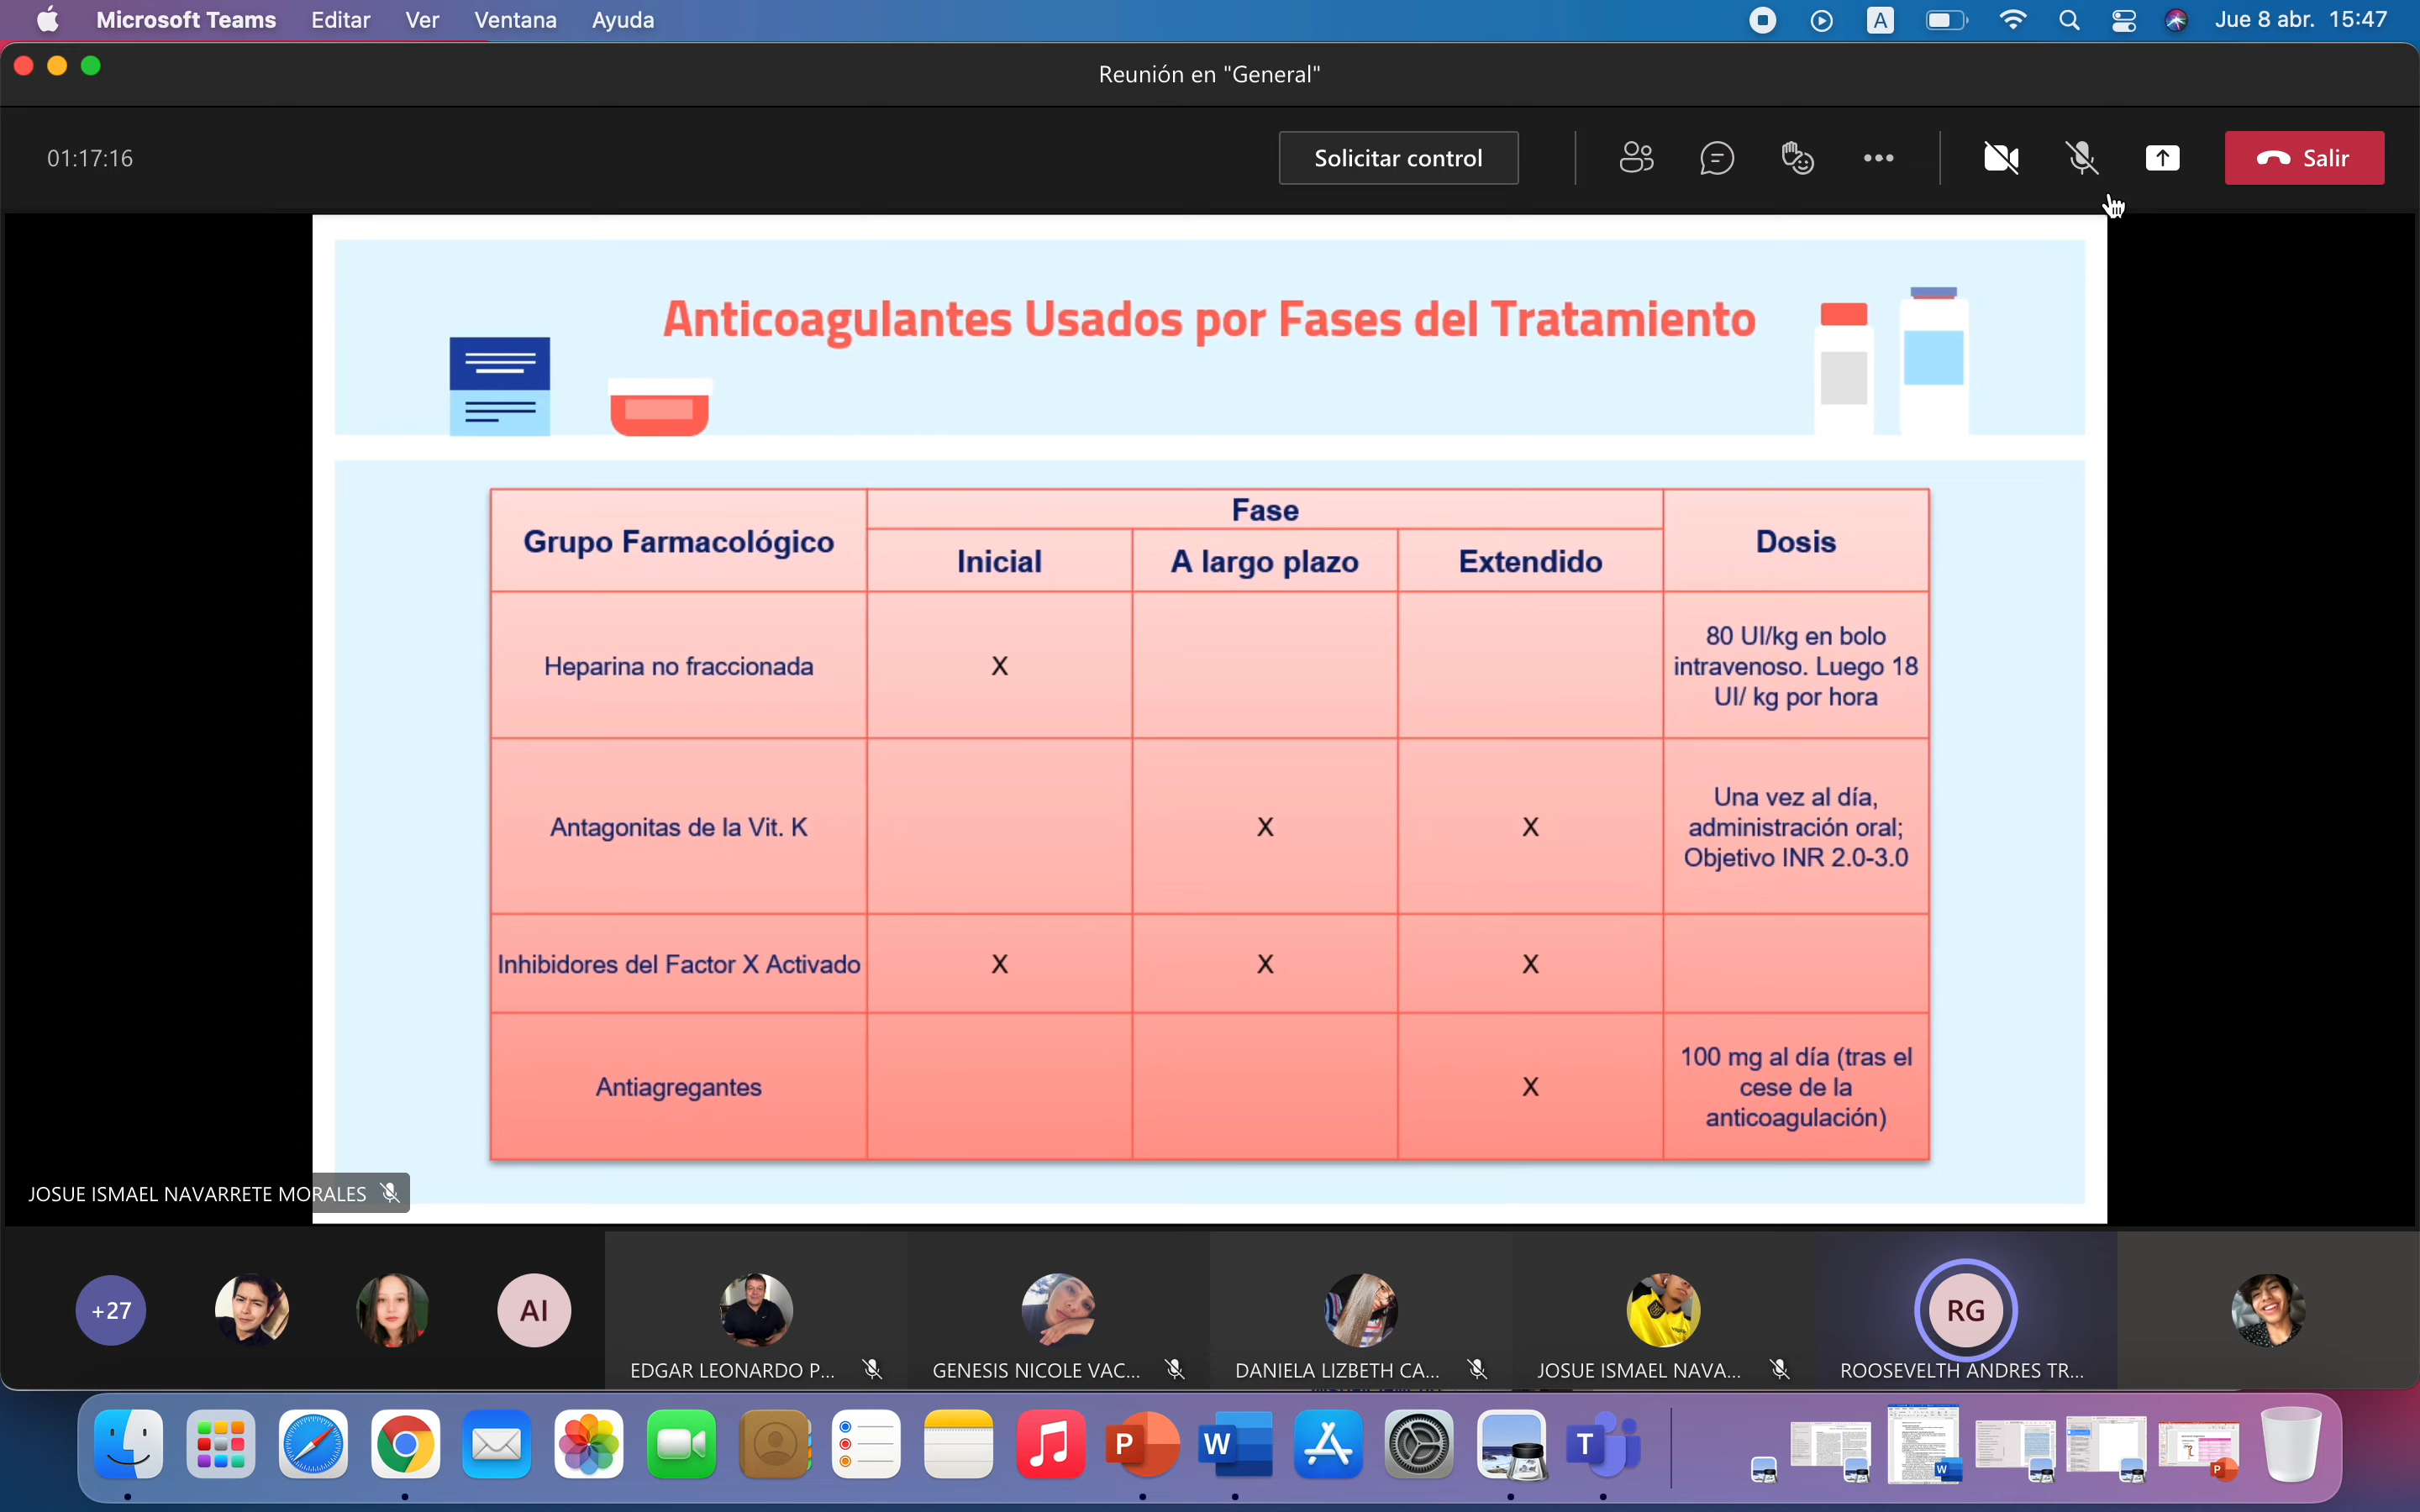 Microsoft Teams Editar Ver Ventana Ayuda A Jue 8 abr. 15:47
Reunión en "General"
01:17:16 Solicitar control Salir
Anticoagulantes Usados por Fases del Tratamiento
Grupo Farmacológico Fase Dosis
Inicial A largo plazo Extendido
Heparina no fraccionada X 80 UI/kg en bolo
intravenoso. Luego 18
UI/ kg por hora
Antagonitas de la Vit. K X X Una vez al día,
administración oral;
Objetivo INR 2.0-3.0
Inhibidores del Factor X Activado X X X
Antiagregantes X 100 mg al día (tras el
cese de la
anticoagulación)
JOSUE ISMAEL NAVARRETE MORALES
+27 AI RG
EDGAR LEONARDO P... GENESIS NICOLE VAC... DANIELA LIZBETH CA... JOSUE ISMAEL NAVA... ROOSEVELTH ANDRES TR...
P W T W P